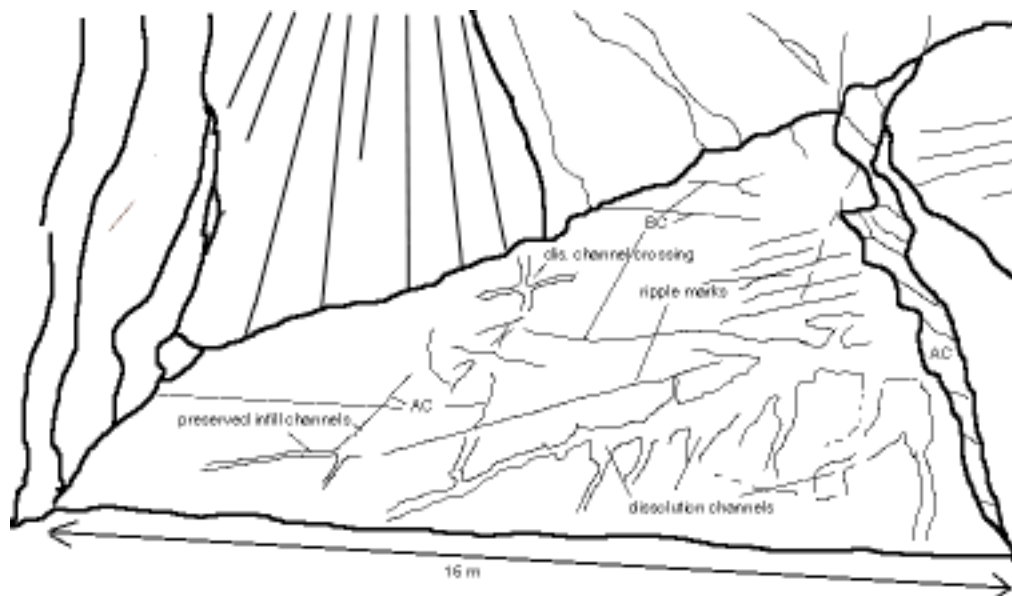 BC
dis. channel crossing
ripple marks
AC
AC
preserved infill channels
dissolution channels
16 m